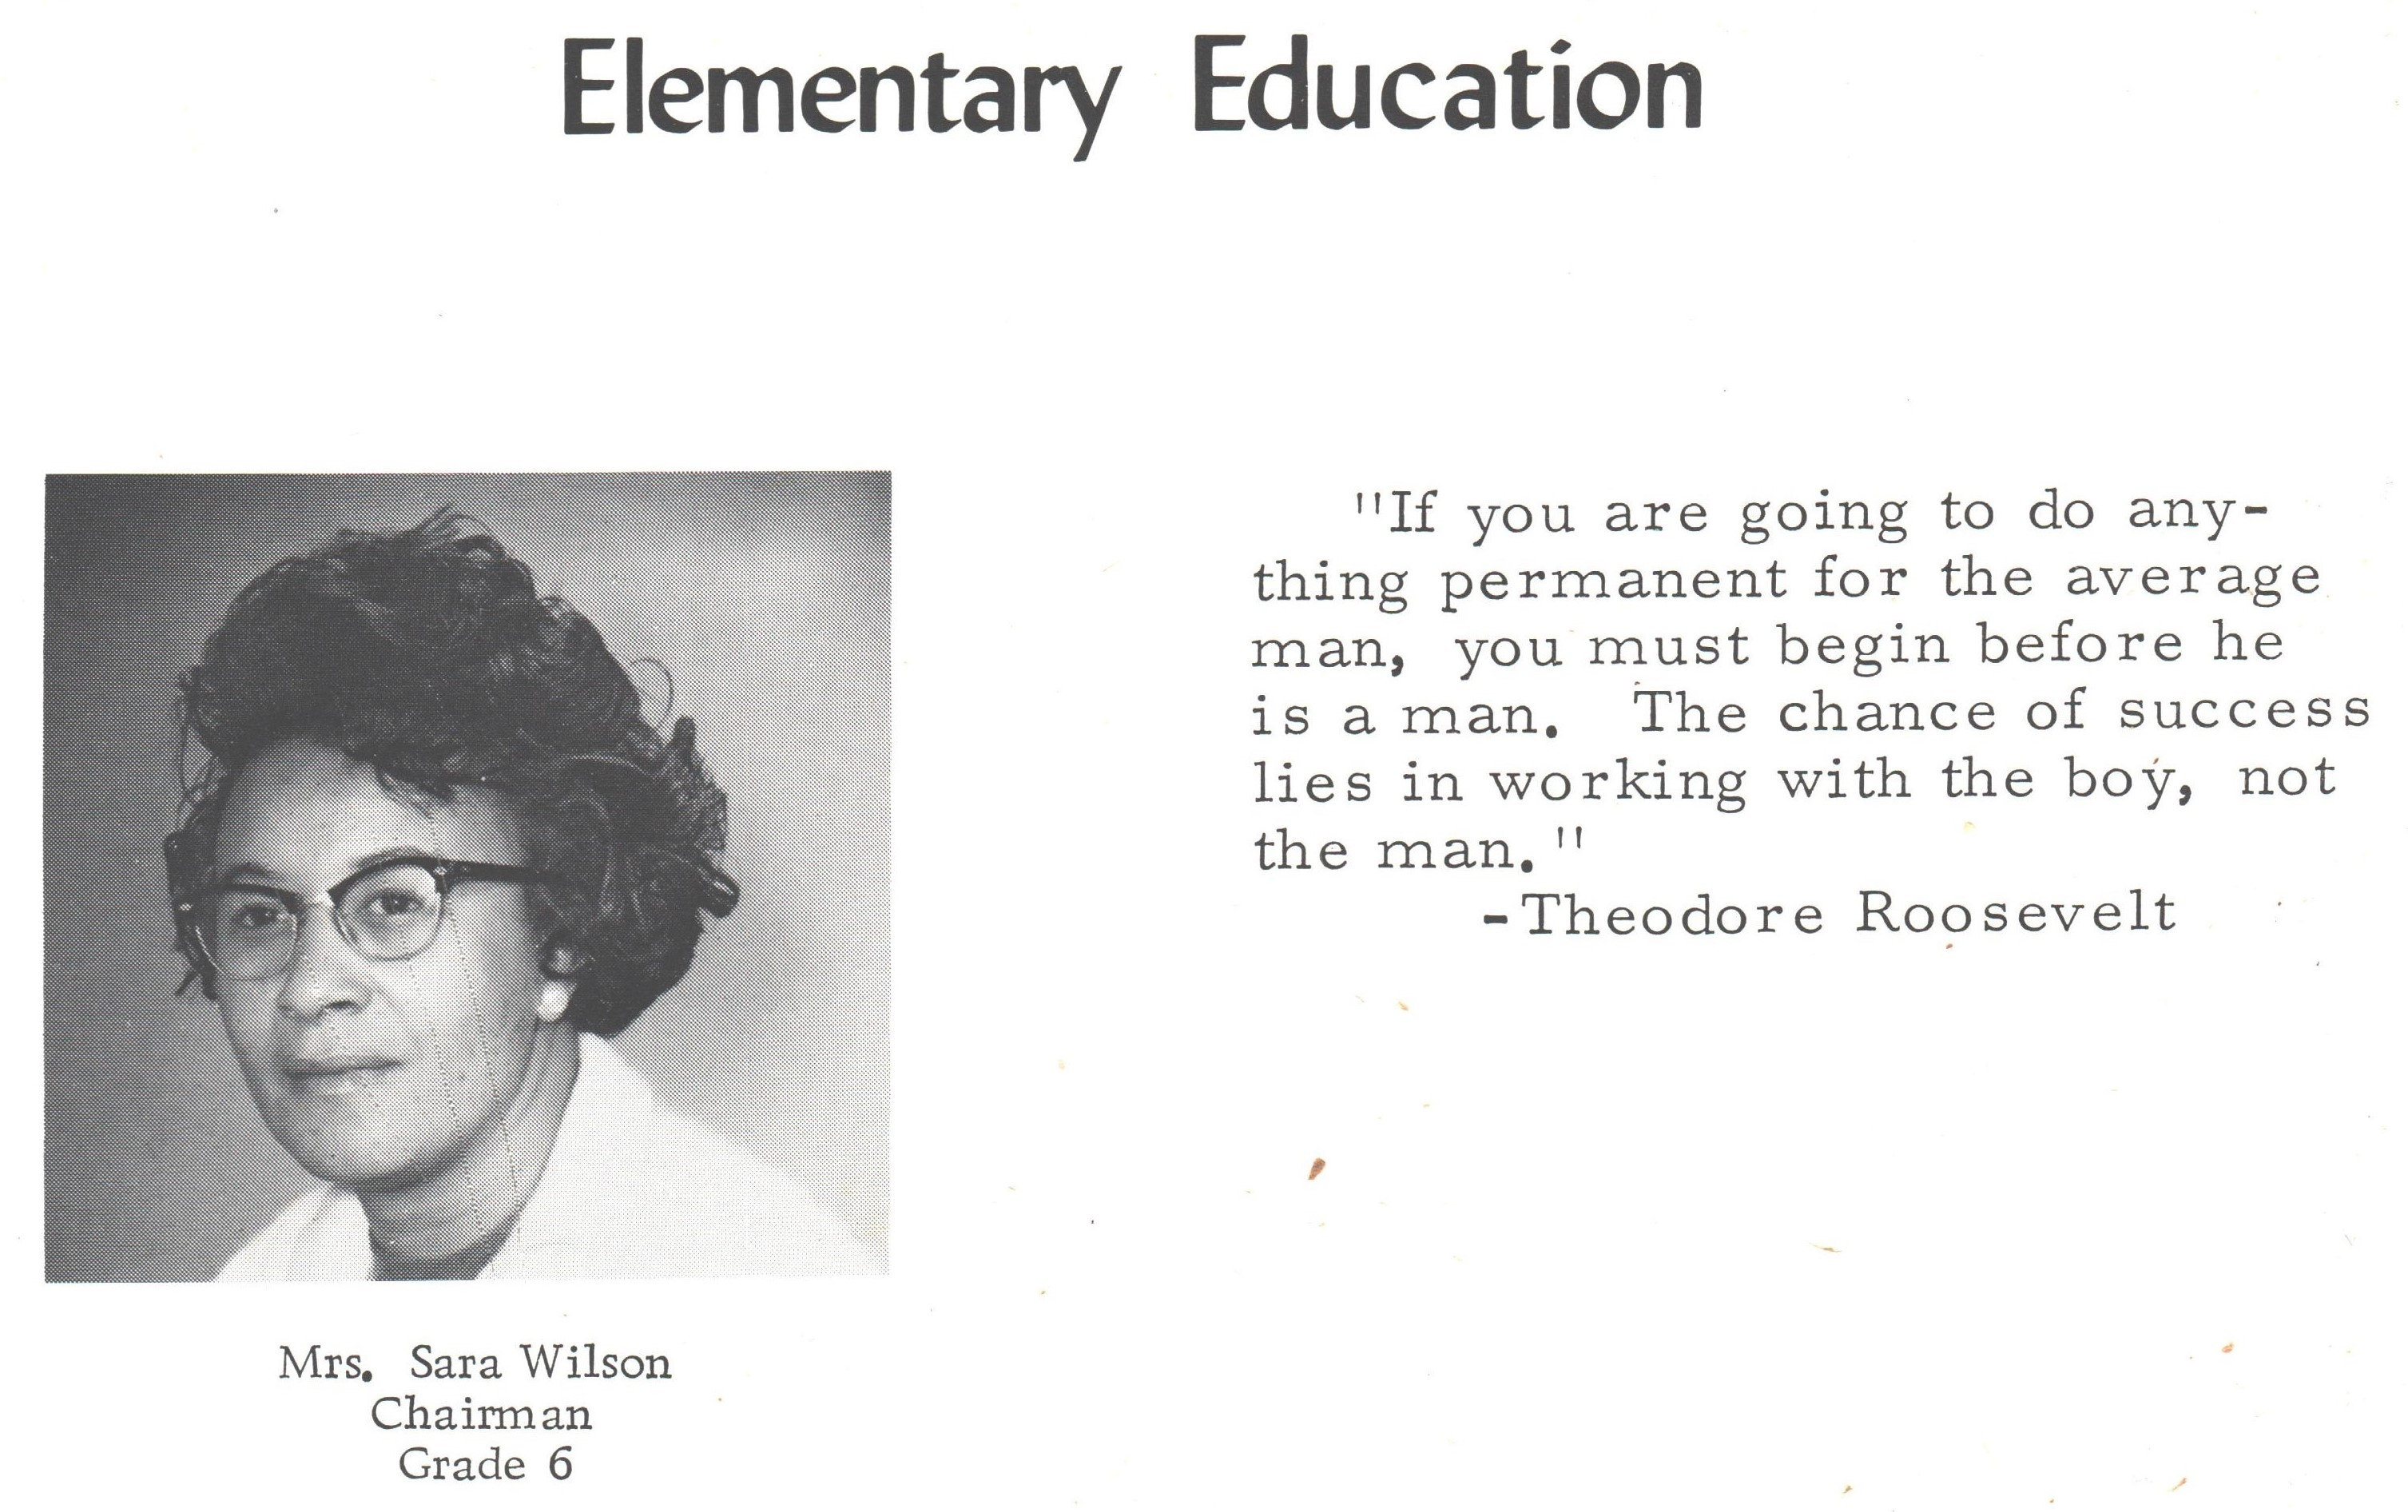 Elementary Education
"If you are going to do any-
thing permanent for the average
man, you must begin before he
is a man. The chance of success
lies in working with the boy, not
the man."
-Theodore Roosevelt
Mrs. Sara Wilson
Chairman
Grade 6